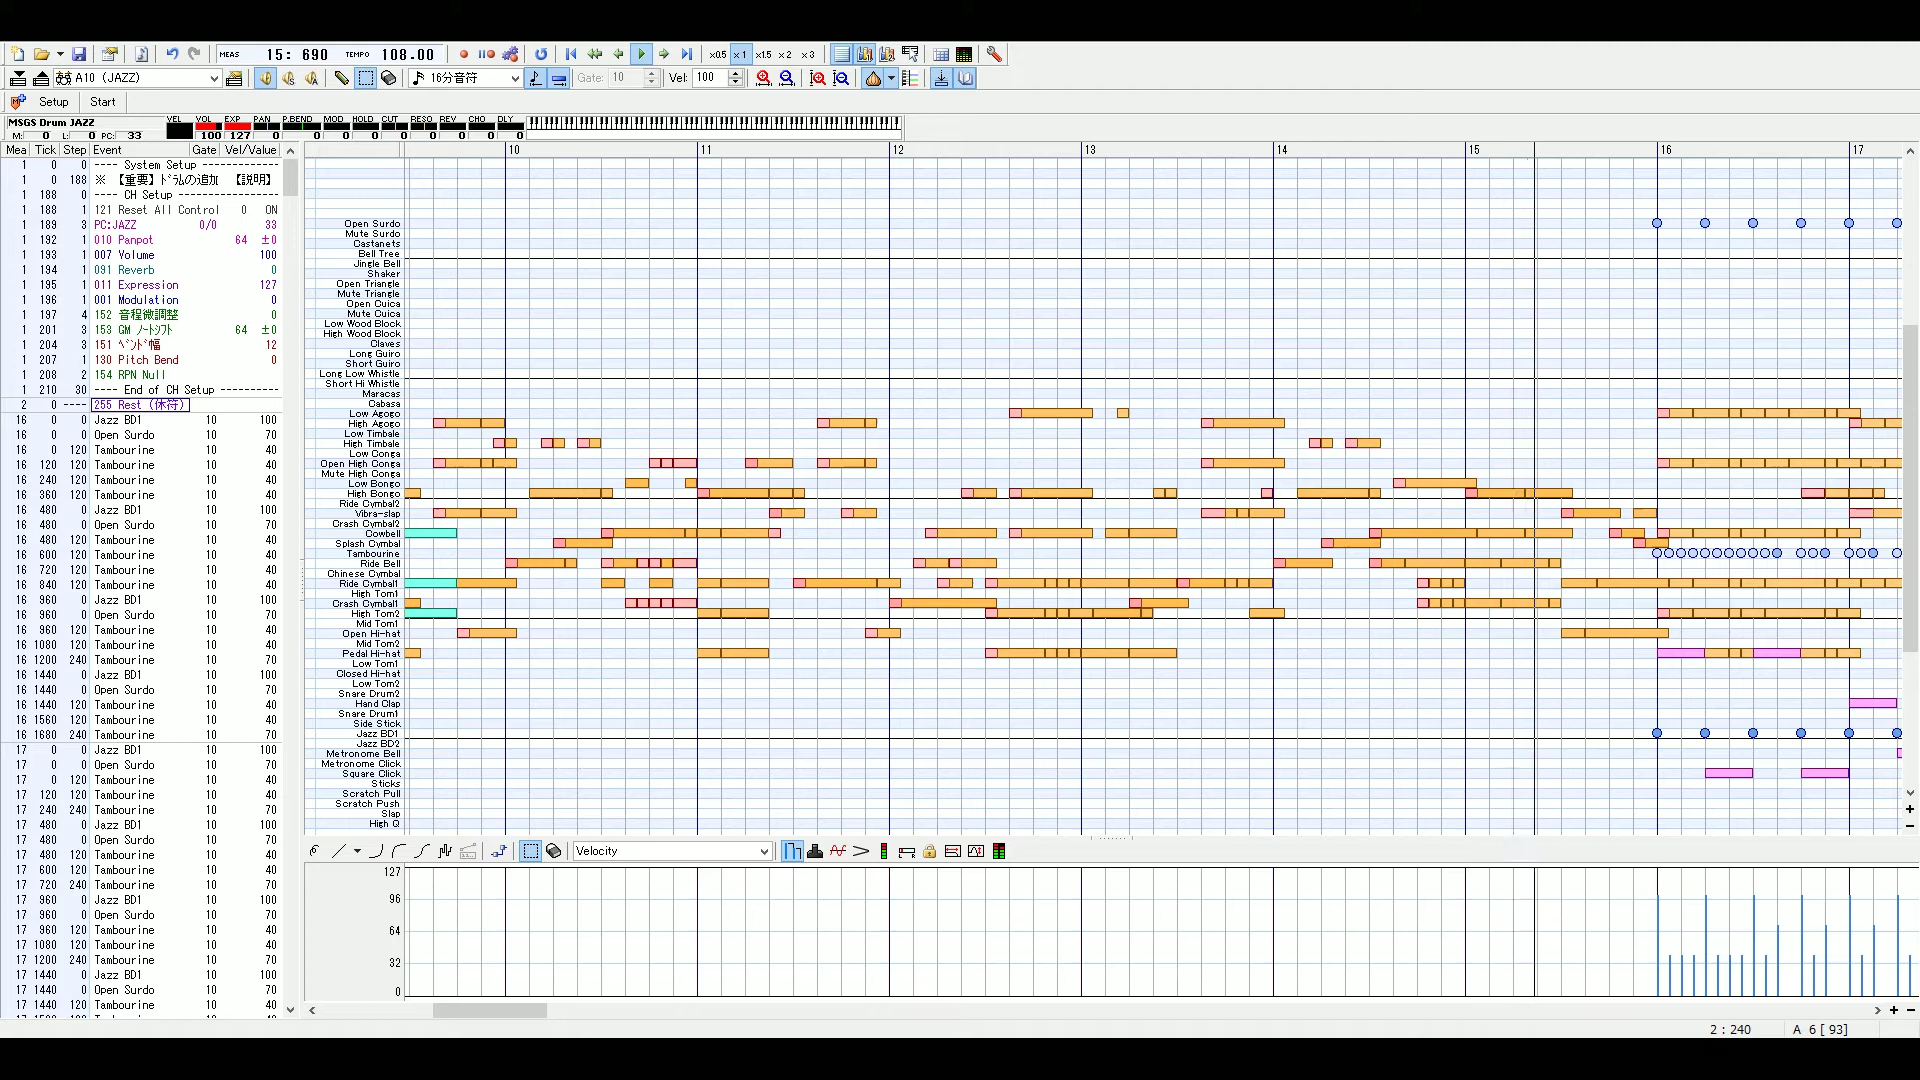 MEAS 15: 690 TEMPO 108.00 x0.5 x1 x1.5 x2 x3
A10 (JAZZ) 16分音符 Gate: 10 Vel: 100
Setup Start
MSGS Drum JAZZ VEL VOL EXP PAN P.BEND MOD HOLD CUT RESO REV CHO DLY
M: 0 L: 0 PC: 33 100 127 0 0 0 0 0 0 0 0 0
Mea Tick Step Event Gate Vel/Value
1 0 0 ---- System Setup ------------
1 0 188 ※ 【重要】ﾄﾞﾗﾑの追加 【説明】
1 188 0 ---- CH Setup ----------------
1 188 1 121 Reset All Control 0 ON
1 189 3 PC:JAZZ 0/0 33
1 192 1 010 Panpot 64 ±0
1 193 1 007 Volume 100
1 194 1 091 Reverb 0
1 195 1 011 Expression 127
1 196 1 001 Modulation 0
1 197 4 152 音程微調整 0
1 201 3 153 GM ﾉｰﾄｼﾌﾄ 64 ±0
1 204 3 151 ﾍﾞﾝﾄﾞ幅 12
1 207 1 130 Pitch Bend 0
1 208 2 154 RPN Null
1 210 30 ---- End of CH Setup ---------
2 0 ---- 255 Rest (休符)
16 0 0 Jazz BD1 10 100
16 0 0 Open Surdo 10 70
16 0 120 Tambourine 10 40
16 120 120 Tambourine 10 40
16 240 120 Tambourine 10 40
16 360 120 Tambourine 10 40
16 480 0 Jazz BD1 10 100
16 480 0 Open Surdo 10 70
16 480 120 Tambourine 10 40
16 600 120 Tambourine 10 40
16 720 120 Tambourine 10 40
16 840 120 Tambourine 10 40
16 960 0 Jazz BD1 10 100
16 960 0 Open Surdo 10 70
16 960 120 Tambourine 10 40
16 1080 120 Tambourine 10 40
16 1200 240 Tambourine 10 70
16 1440 0 Jazz BD1 10 100
16 1440 0 Open Surdo 10 70
16 1440 120 Tambourine 10 40
16 1560 120 Tambourine 10 40
16 1680 240 Tambourine 10 70
17 0 0 Jazz BD1 10 100
17 0 0 Open Surdo 10 70
17 0 120 Tambourine 10 40
17 120 120 Tambourine 10 40
17 240 240 Tambourine 10 70
17 480 0 Jazz BD1 10 100
17 480 0 Open Surdo 10 70
17 480 120 Tambourine 10 40
17 600 120 Tambourine 10 40
17 720 240 Tambourine 10 70
17 960 0 Jazz BD1 10 100
17 960 0 Open Surdo 10 70
17 960 120 Tambourine 10 40
17 1080 120 Tambourine 10 40
17 1200 240 Tambourine 10 70
17 1440 0 Jazz BD1 10 100
17 1440 0 Open Surdo 10 70
17 1440 120 Tambourine 10 40
10 11 12 13 14 15 16 17
Open Surdo
Mute Surdo
Castanets
Bell Tree
Jingle Bell
Shaker
Open Triangle
Mute Triangle
Open Cuica
Mute Cuica
Low Wood Block
High Wood Block
Claves
Long Guiro
Short Guiro
Long Low Whistle
Short Hi Whistle
Maracas
Cabasa
Low Agogo
High Agogo
Low Timbale
High Timbale
Low Conga
Open High Conga
Mute High Conga
Low Bongo
High Bongo
Ride Cymbal2
Vibra-slap
Crash Cymbal2
Cowbell
Splash Cymbal
Tambourine
Ride Bell
Chinese Cymbal
Ride Cymbal1
High Tom1
Crash Cymbal1
High Tom2
Mid Tom1
Open Hi-hat
Mid Tom2
Pedal Hi-hat
Low Tom1
Closed Hi-hat
Low Tom2
Snare Drum2
Hand Clap
Snare Drum1
Side Stick
Jazz BD1
Jazz BD2
Metronome Bell
Metronome Click
Square Click
Sticks
Scratch Pull
Scratch Push
Slap
High Q
Velocity
127
96
64
32
0
2 : 240 A 6 [ 93]